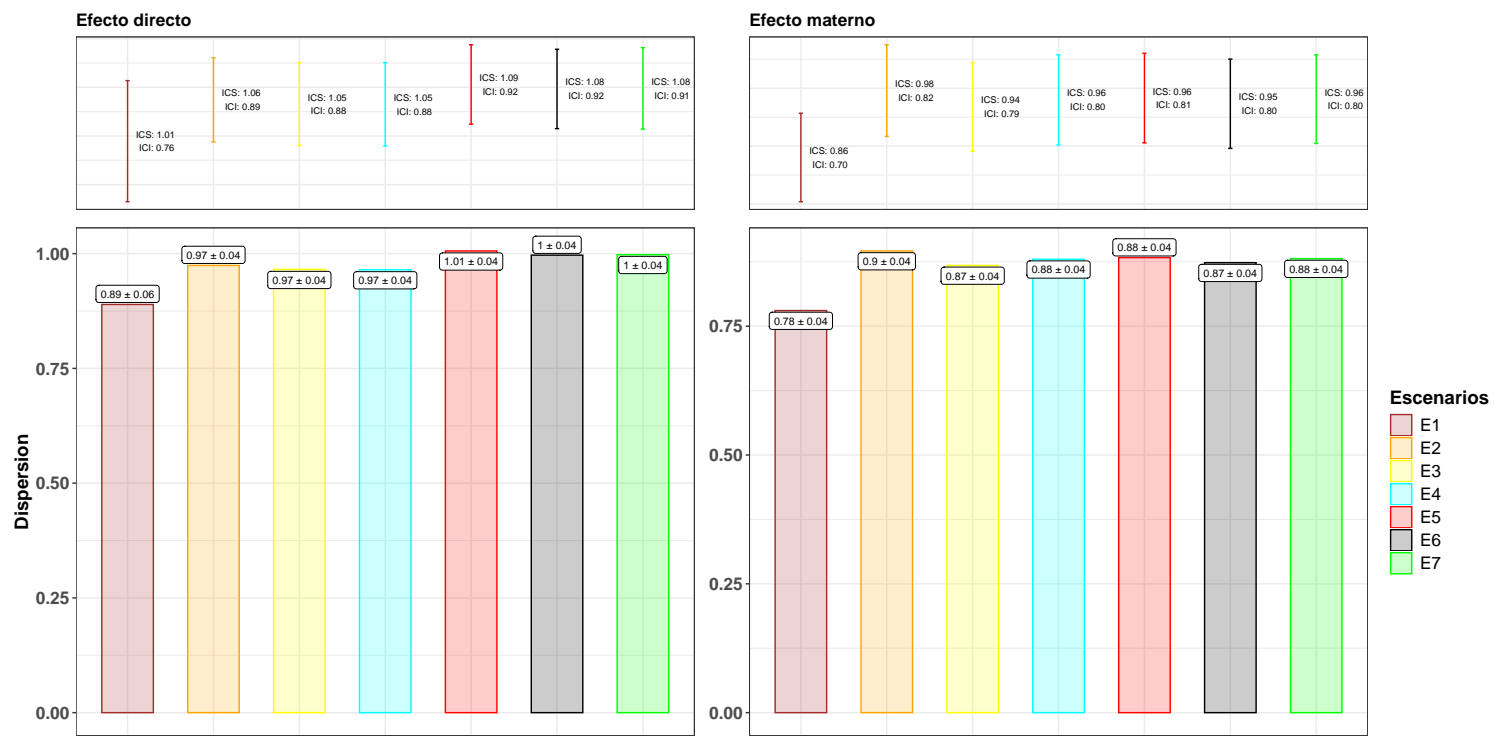 Efecto directo
ICS: 1.01
ICI: 0.76
ICS: 1.06
ICI: 0.89
ICS: 1.05
ICI: 0.88
ICS: 1.05
ICI: 0.88
ICS: 1.09
ICI: 0.92
ICS: 1.08
ICI: 0.92
ICS: 1.08
ICI: 0.91
Efecto materno
ICS: 0.86
ICI: 0.70
ICS: 0.98
ICI: 0.82
ICS: 0.94
ICI: 0.79
ICS: 0.96
ICI: 0.80
ICS: 0.96
ICI: 0.81
ICS: 0.95
ICI: 0.80
ICS: 0.96
ICI: 0.80
Dispersion
1.00
0.75
0.50
0.25
0.00
0.89 ± 0.06
0.97 ± 0.04
0.97 ± 0.04
0.97 ± 0.04
1.01 ± 0.04
1 ± 0.04
1 ± 0.04
0.75
0.50
0.25
0.00
0.78 ± 0.04
0.9 ± 0.04
0.87 ± 0.04
0.88 ± 0.04
0.88 ± 0.04
0.87 ± 0.04
0.88 ± 0.04
Escenarios
E1
E2
E3
E4
E5
E6
E7